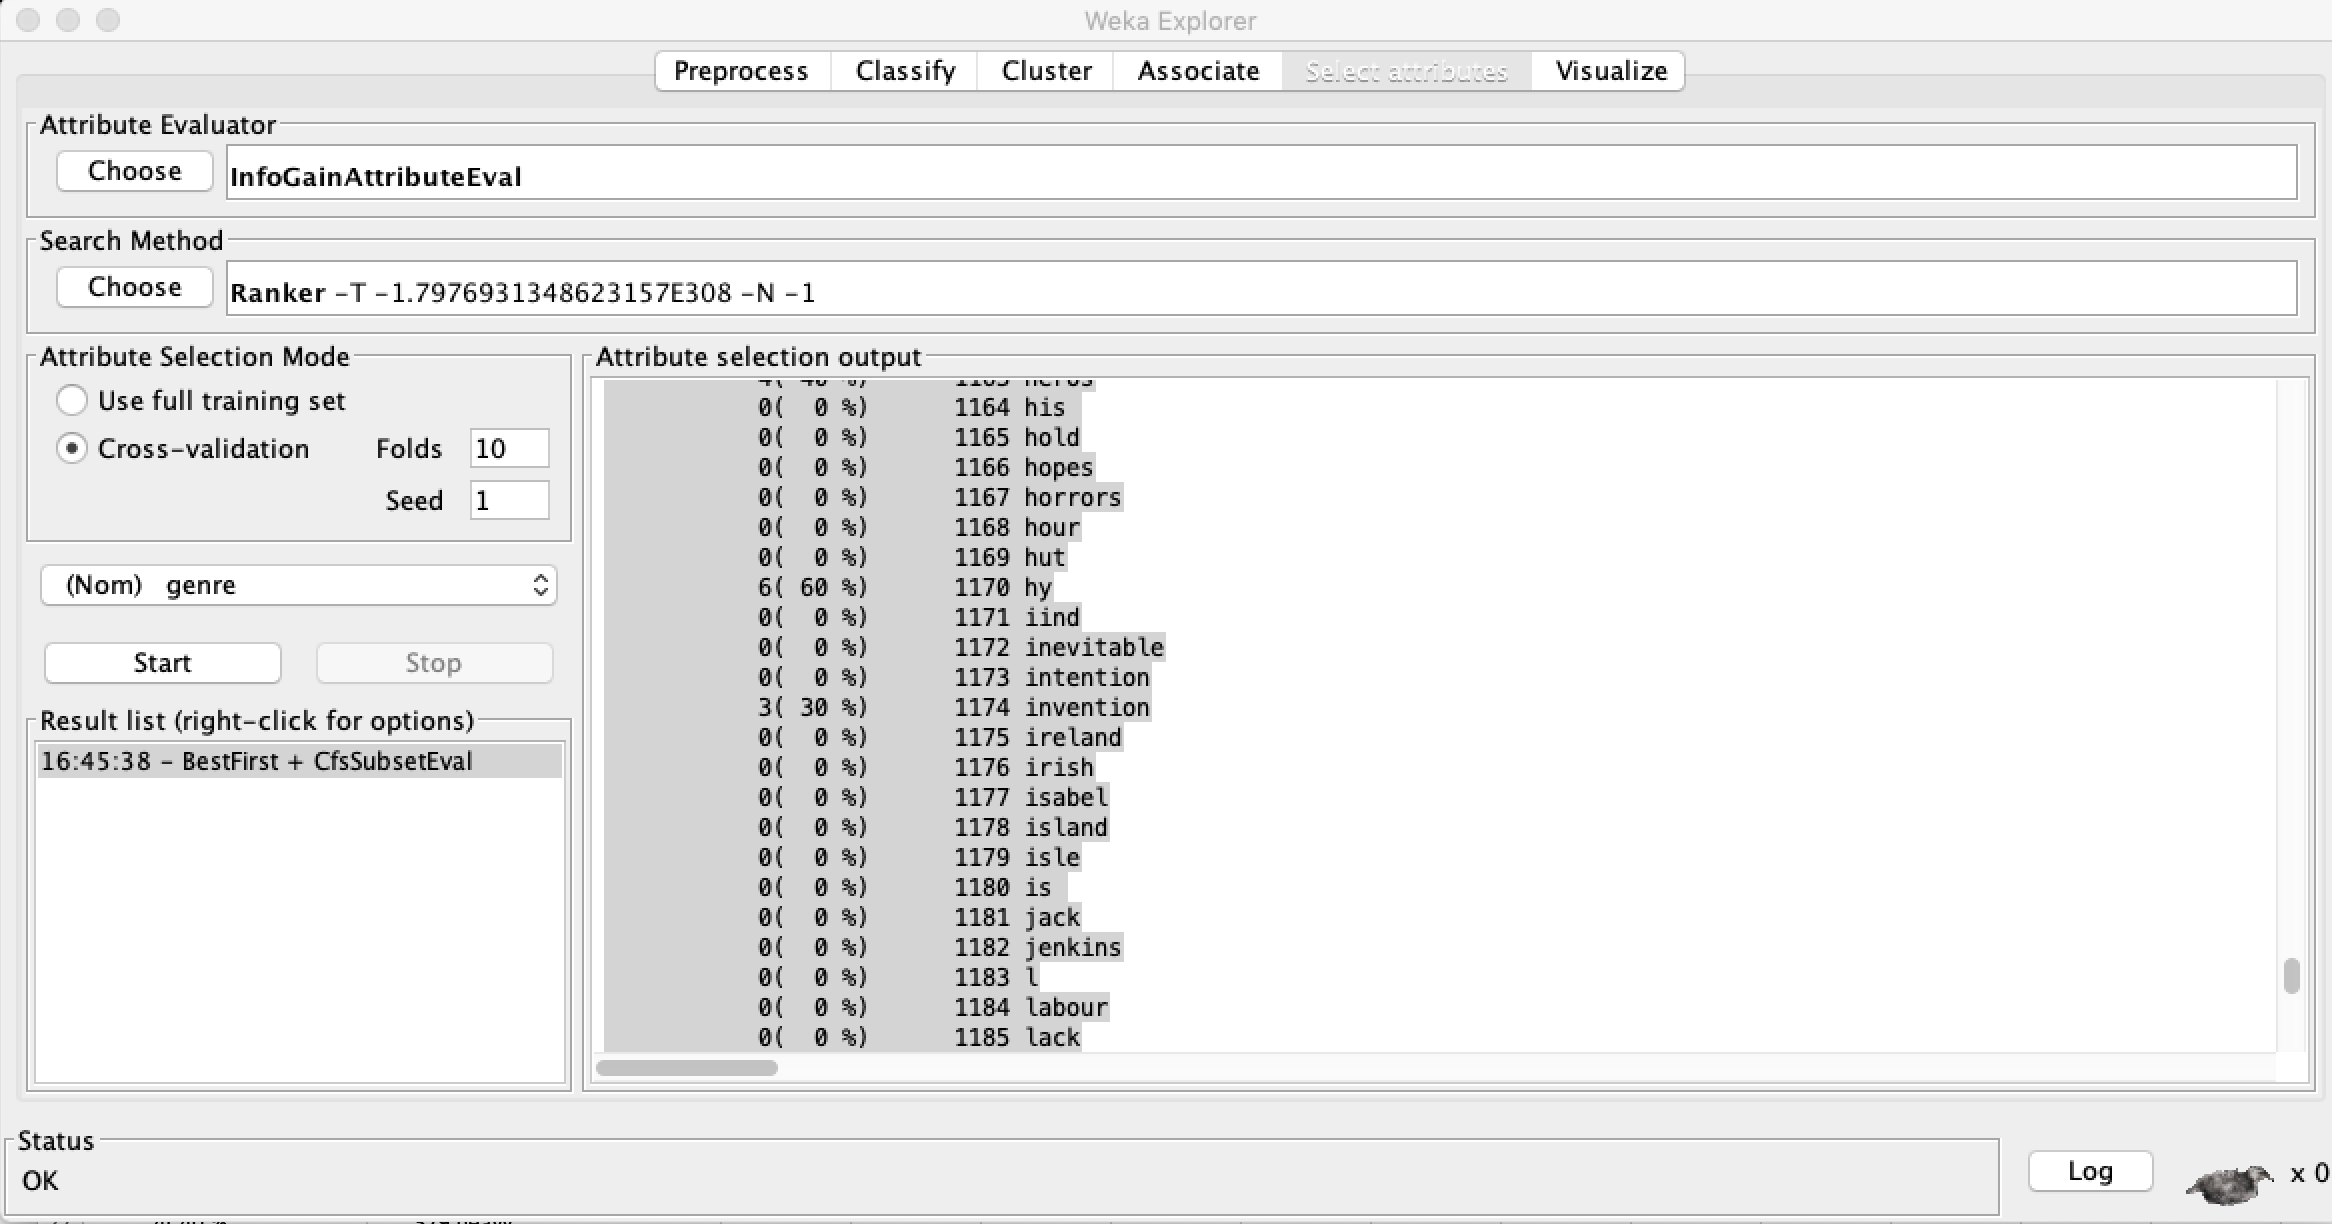 Weka Explorer
Preprocess Classify Cluster Associate Select attributes Visualize
Attribute Evaluator
Choose InfoGainAttributeEval
Search Method
Choose Ranker -T -1.7976931348623157E308 -N -1
Attribute Selection Mode
Use full training set
Cross-validation Folds 10
Seed 1
(Nom) genre
Start Stop
Result list (right-click for options)
16:45:38 - BestFirst + CfsSubsetEval
Attribute selection output
0( 0 %) 1164 his
0( 0 %) 1165 hold
0( 0 %) 1166 hopes
0( 0 %) 1167 horrors
0( 0 %) 1168 hour
0( 0 %) 1169 hut
6( 60 %) 1170 hy
0( 0 %) 1171 iind
0( 0 %) 1172 inevitable
0( 0 %) 1173 intention
3( 30 %) 1174 invention
0( 0 %) 1175 ireland
0( 0 %) 1176 irish
0( 0 %) 1177 isabel
0( 0 %) 1178 island
0( 0 %) 1179 isle
0( 0 %) 1180 is
0( 0 %) 1181 jack
0( 0 %) 1182 jenkins
0( 0 %) 1183 l
0( 0 %) 1184 labour
0( 0 %) 1185 lack
Status
OK
Log x 0